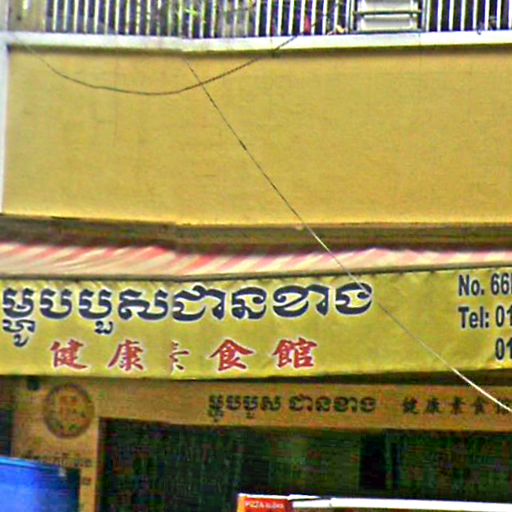 ម្ហូបបួសជានខាង
No. 66
Tel: 01
健康素食館
01
ម្ហូបបួស ជានខាង 健康素食館